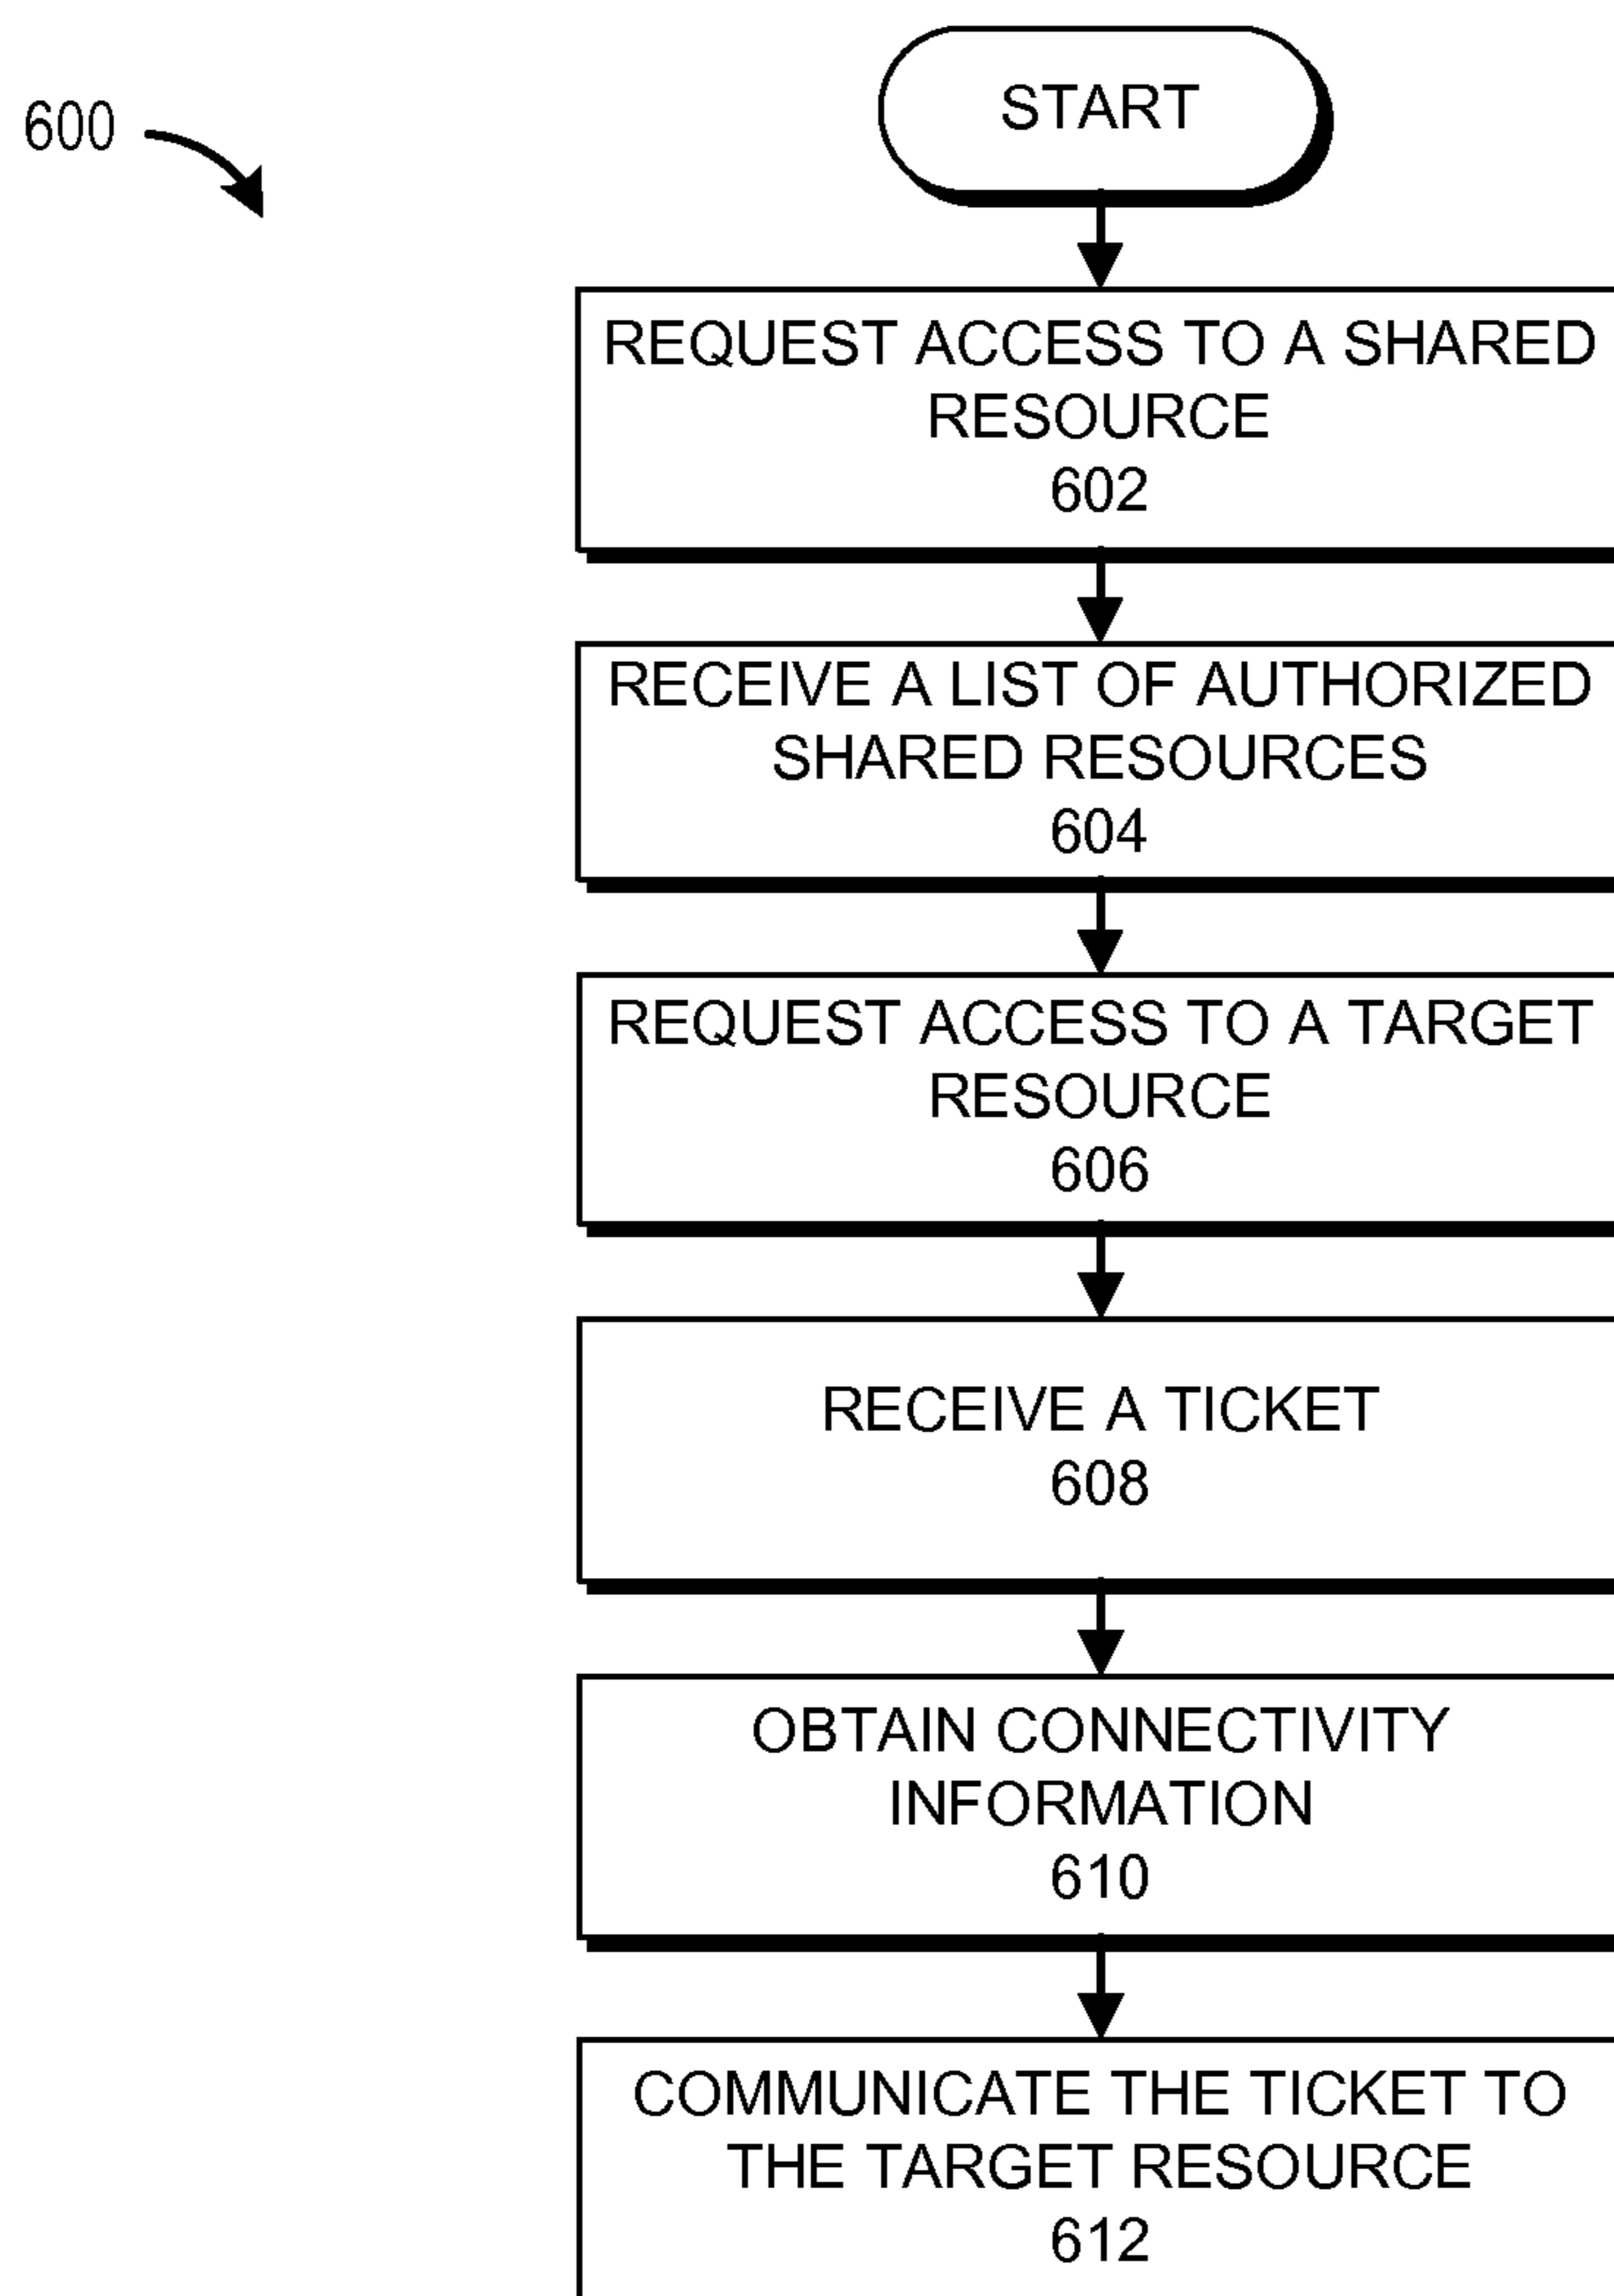 600
START
REQUEST ACCESS TO A SHARED
RESOURCE
602
RECEIVE A LIST OF AUTHORIZED
SHARED RESOURCES
604
REQUEST ACCESS TO A TARGET
RESOURCE
606
RECEIVE A TICKET
608
OBTAIN CONNECTIVITY
INFORMATION
610
COMMUNICATE THE TICKET TO
THE TARGET RESOURCE
612